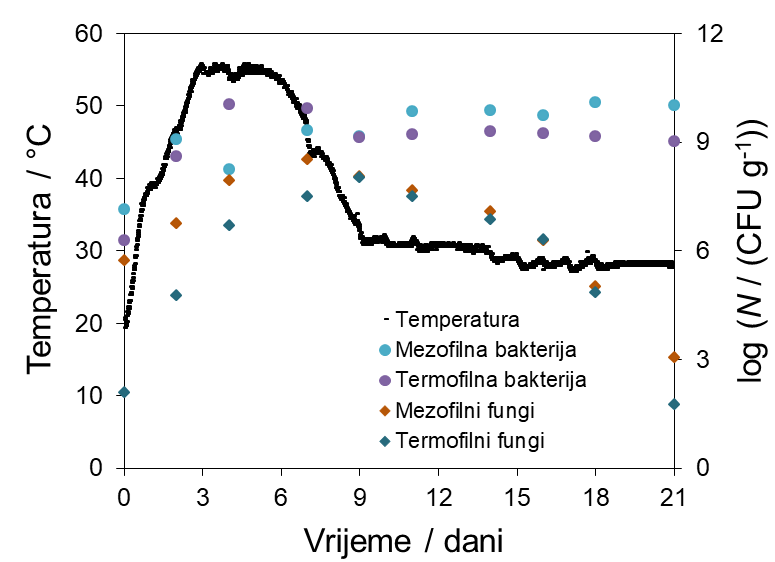 60
50
40
30
20
10
0
Temperatura / °C
12
9
6
3
0
log (N / (CFU g-1))
Temperatura
Mezofilna bakterija
Termofilna bakterija
Mezofilni fungi
Termofilni fungi
0 3 6 9 12 15 18 21
Vrijeme / dani